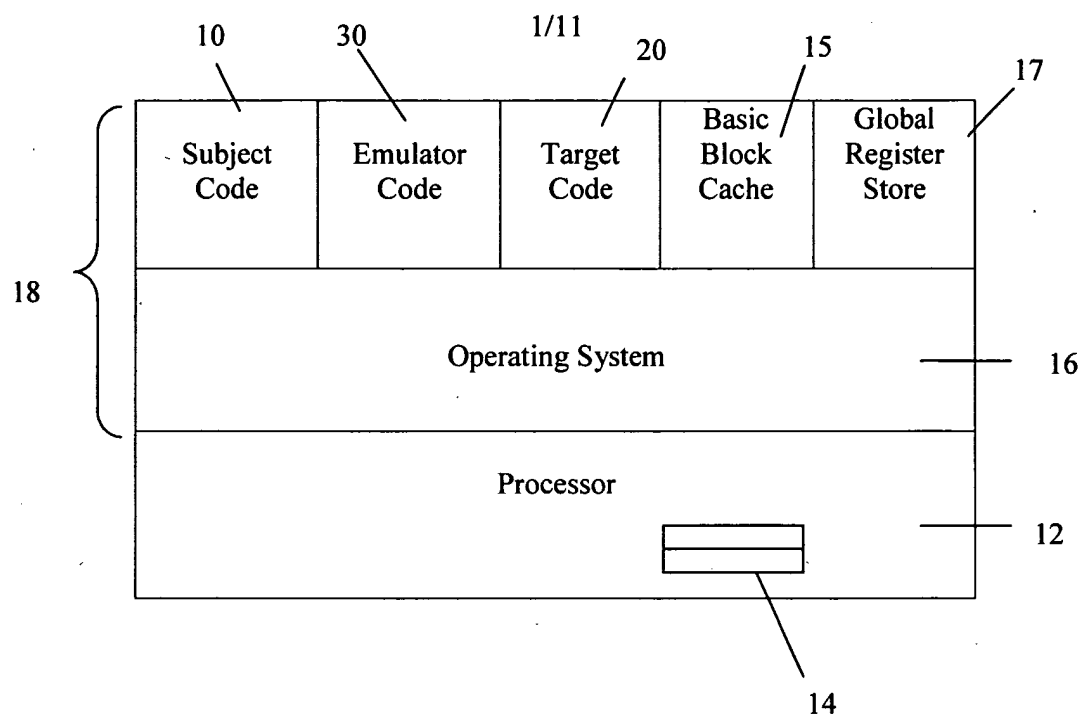 1/11
10
30
20
15
17
Subject
Code
Emulator
Code
Target
Code
Basic
Block
Cache
Global
Register
Store
18
Operating System
16
Processor
12
14